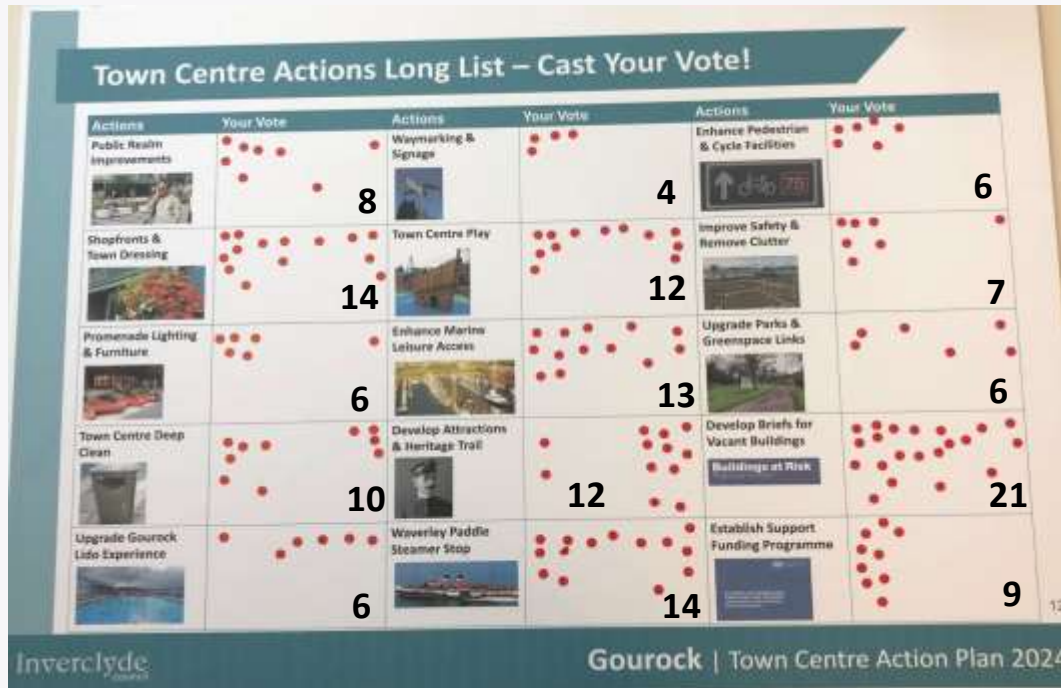 Town Centre Actions Long List – Cast Your Vote!
Actions Your Vote Actions Your Vote Actions Your Vote
Public Realm
Improvements
8
Waymarking &
Signage
4
Enhance Pedestrian
& Cycle Facilities
6
Shopfronts &
Town Dressing
14
Town Centre Play
12
Improve Safety &
Remove Clutter
7
Promenade Lighting
& Furniture
6
Enhance Marine
Leisure Access
13
Upgrade Parks &
Greenspace Links
6
Town Centre Deep
Clean
10
Develop Attractions
& Heritage Trail
12
Develop Briefs for
Vacant Buildings
Buildings at Risk
21
Upgrade Gourock
Lido Experience
6
Waverley Paddle
Steamer Stop
14
Establish Support
Funding Programme
9
12
Inverclyde
council
Gourock | Town Centre Action Plan 2024